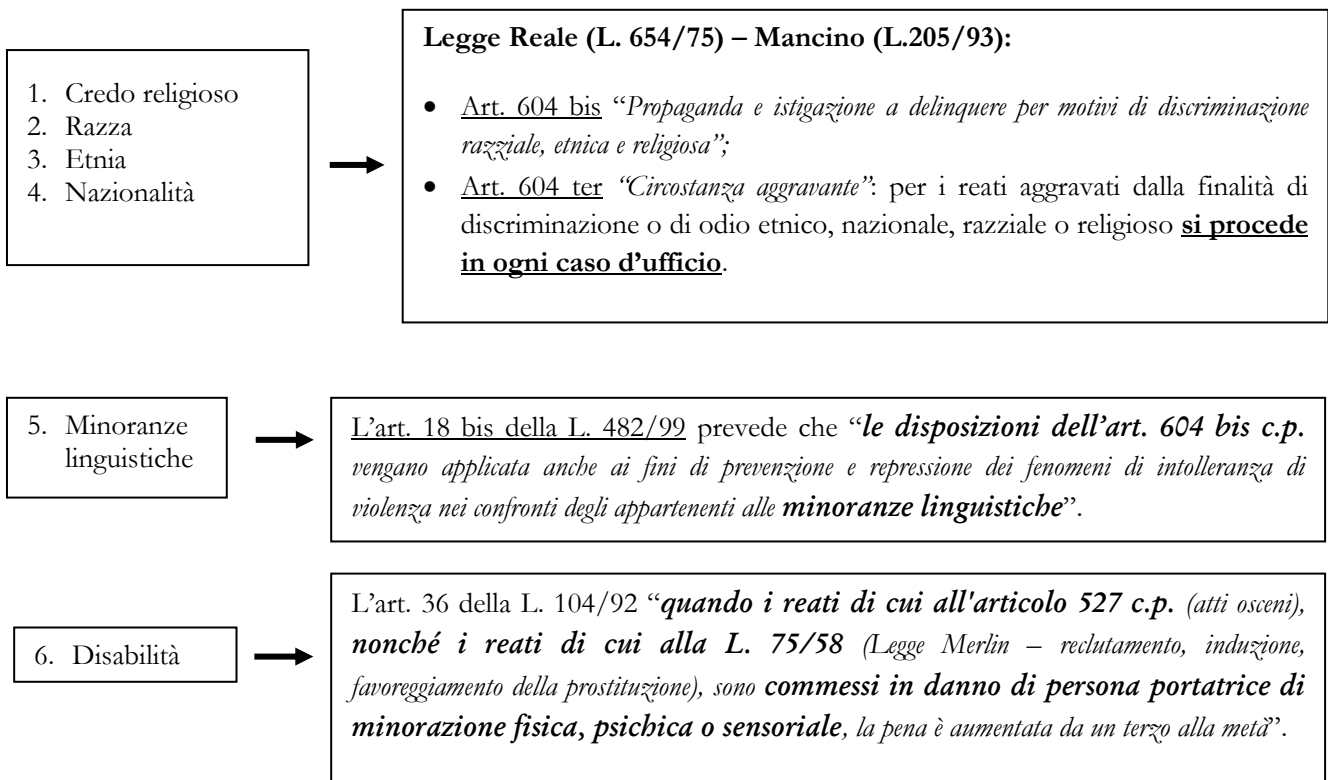 1. Credo religioso
2. Razza
3. Etnia
4. Nazionalità
Legge Reale (L. 654/75) – Mancino (L.205/93):
• Art. 604 bis “Propaganda e istigazione a delinquere per motivi di discriminazione
razziale, etnica e religiosa”;
• Art. 604 ter “Circostanza aggravante”: per i reati aggravati dalla finalità di
discriminazione o di odio etnico, nazionale, razziale o religioso si procede
in ogni caso d’ufficio.
5. Minoranze
linguistiche
L’art. 18 bis della L. 482/99 prevede che “le disposizioni dell’art. 604 bis c.p.
vengano applicata anche ai fini di prevenzione e repressione dei fenomeni di intolleranza di
violenza nei confronti degli appartenenti alle minoranze linguistiche”.
6. Disabilità
L’art. 36 della L. 104/92 “quando i reati di cui all'articolo 527 c.p. (atti osceni),
nonché i reati di cui alla L. 75/58 (Legge Merlin – reclutamento, induzione,
favoreggiamento della prostituzione), sono commessi in danno di persona portatrice di
minorazione fisica, psichica o sensoriale, la pena è aumentata da un terzo alla metà”.